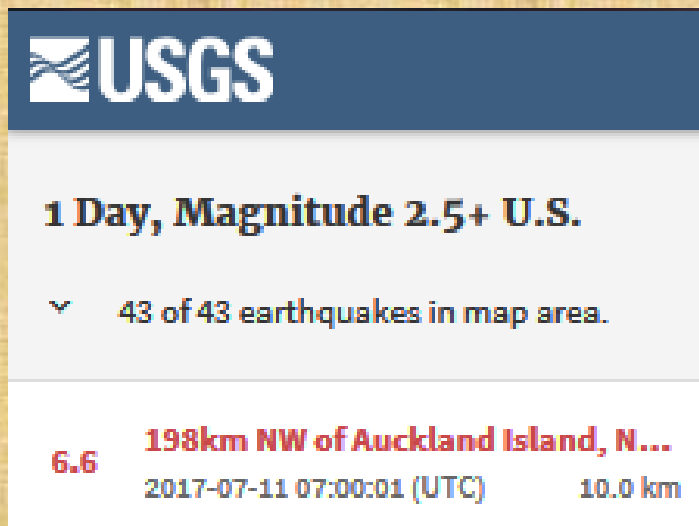 USGS
1 Day, Magnitude 2.5+ U.S.
43 of 43 earthquakes in map area.
6.6 198km NW of Auckland Island, N...
2017-07-11 07:00:01 (UTC) 10.0 km